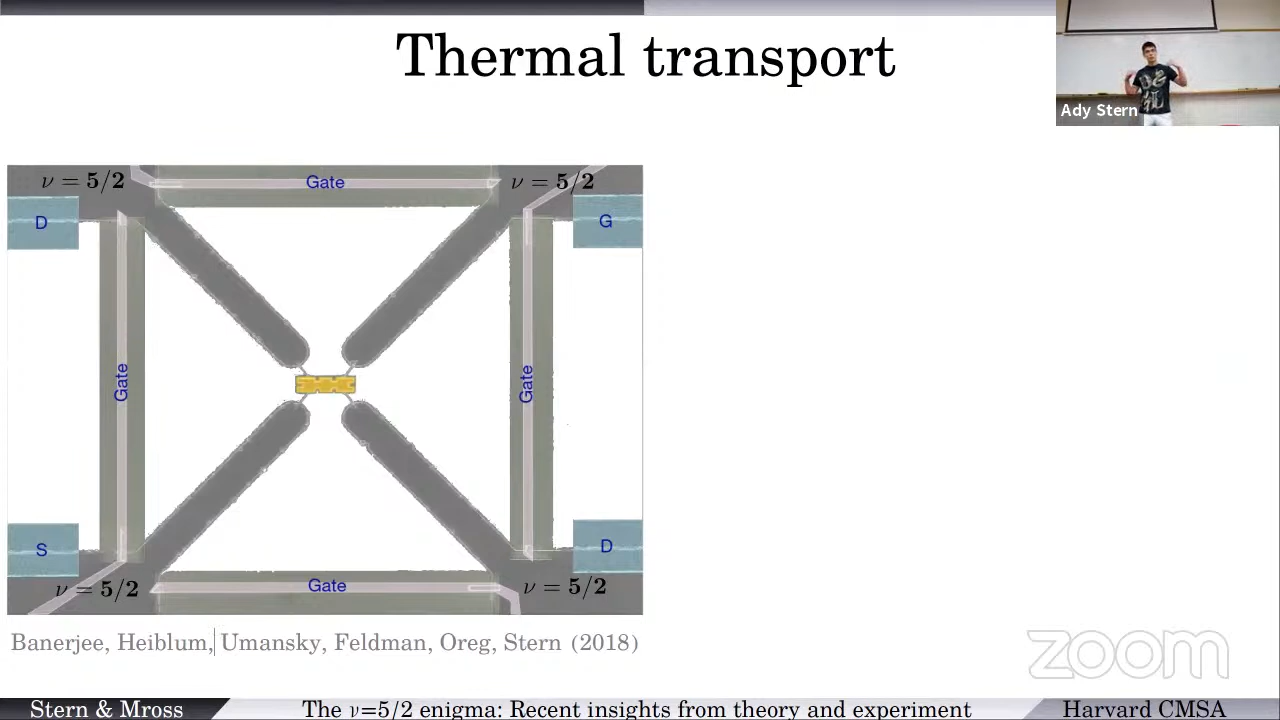 Thermal transport
Ady Stern
ν = 5/2
Gate
ν = 5/2
D
G
Gate
Gate
S
D
ν = 5/2
Gate
ν = 5/2
Banerjee, Heiblum, Umansky, Feldman, Oreg, Stern (2018)
zoom
Stern & Mross
The ν=5/2 enigma: Recent insights from theory and experiment
Harvard CMSA